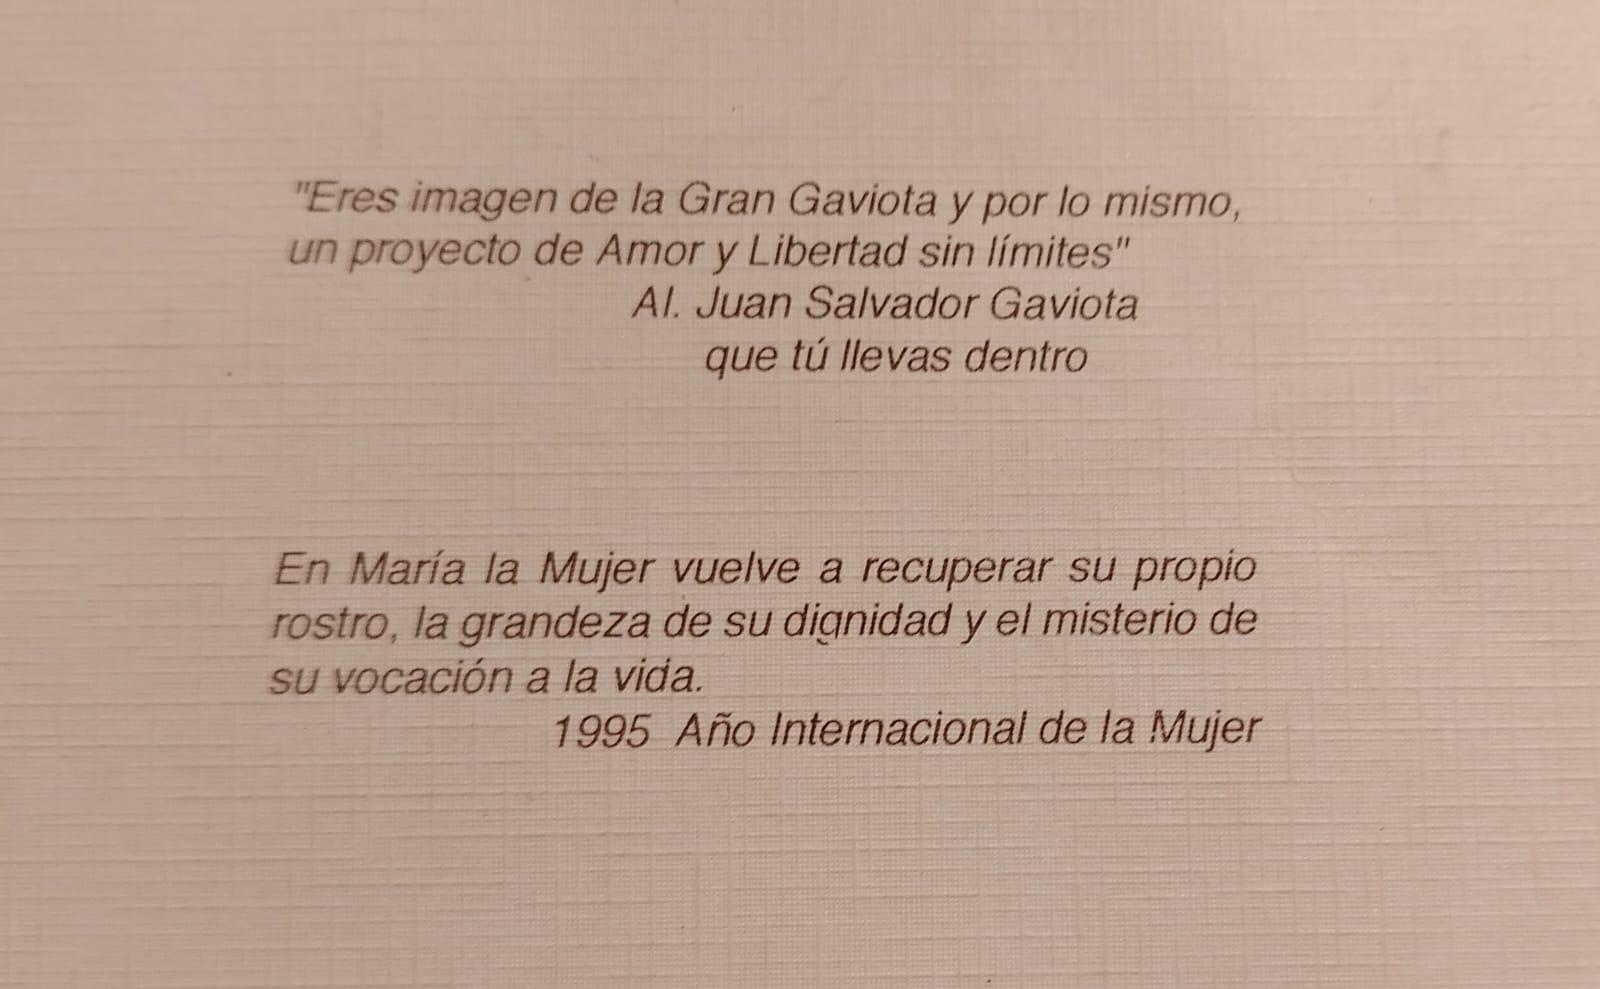 "Eres imagen de la Gran Gaviota y por lo mismo,
un proyecto de Amor y Libertad sin límites"
Al. Juan Salvador Gaviota
que tú llevas dentro
En María la Mujer vuelve a recuperar su propio
rostro, la grandeza de su dignidad y el misterio de
su vocación a la vida.
1995 Año Internacional de la Mujer